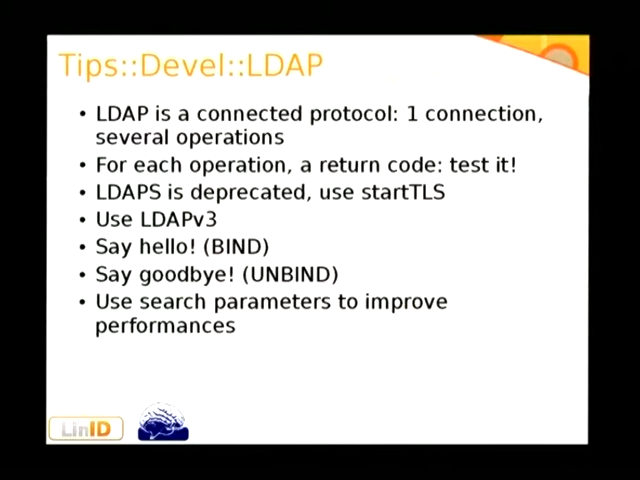 Tips::Devel::LDAP
• LDAP is a connected protocol: 1 connection,
several operations
• For each operation, a return code: test it!
• LDAPS is deprecated, use startTLS
• Use LDAPv3
• Say hello! (BIND)
• Say goodbye! (UNBIND)
• Use search parameters to improve
performances
LinID